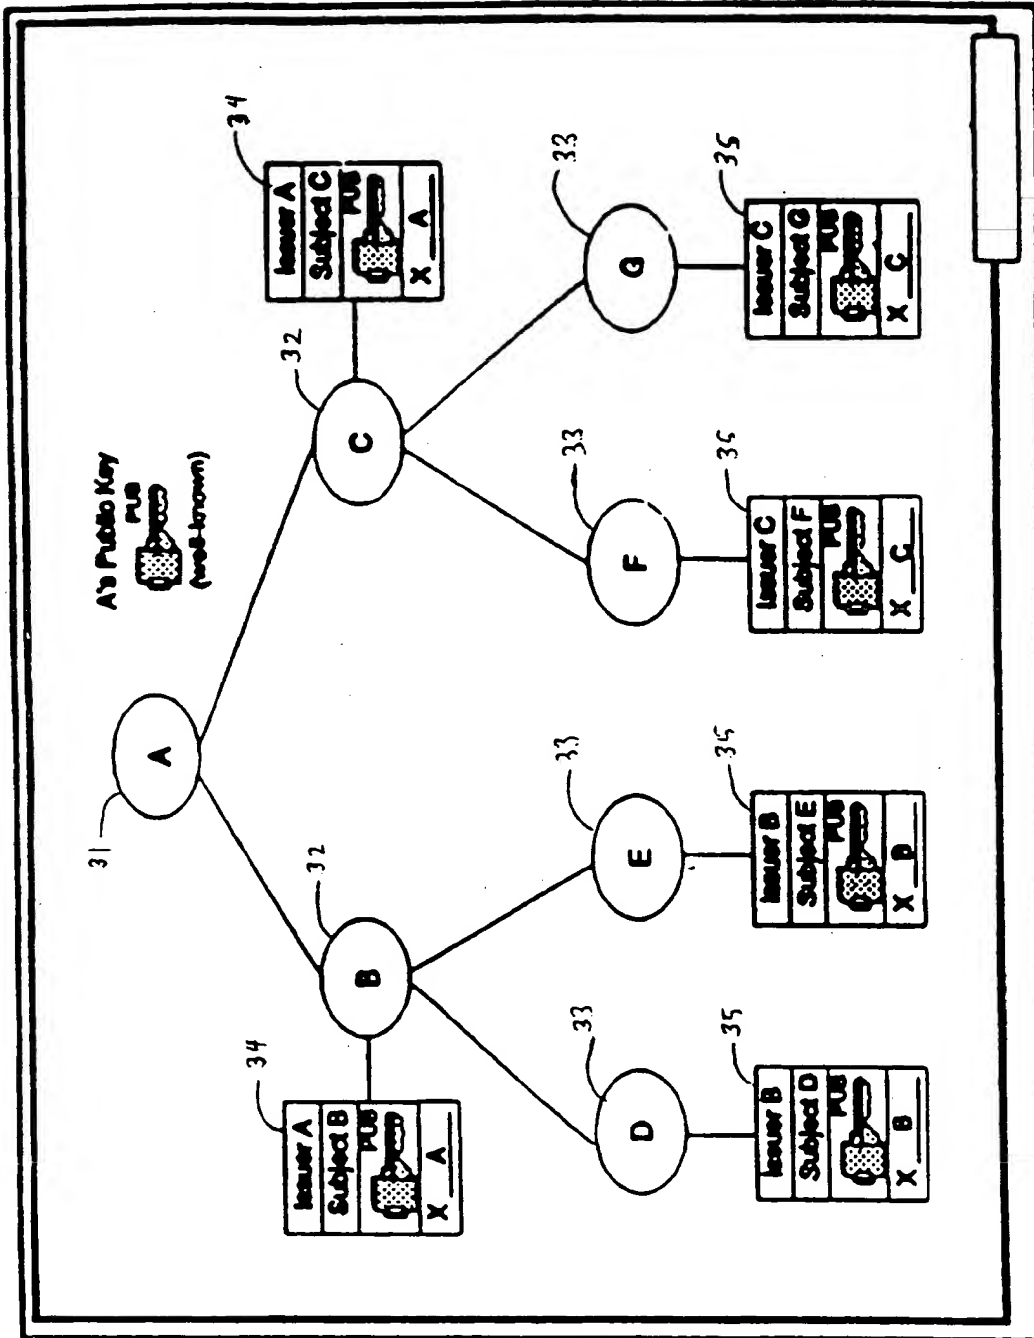 A's Public Key
PUB
(well-known)
31
A
32
B
32
C
34
Issuer A
Subject B
PUB
X A
34
Issuer A
Subject C
PUB
X A
33
D
33
E
33
F
33
G
35
Issuer B
Subject D
PUB
X B
35
Issuer B
Subject E
PUB
X B
35
Issuer C
Subject F
PUB
X C
35
Issuer C
Subject G
PUB
X C